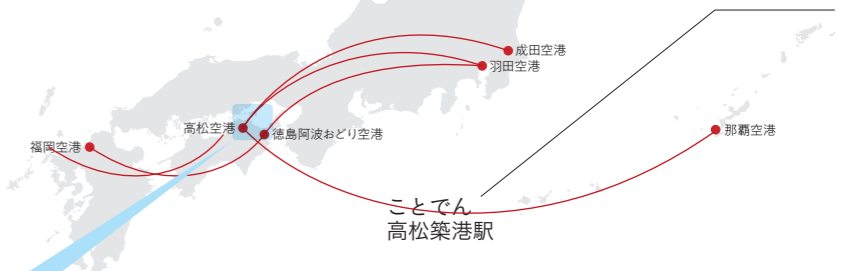 成田空港
羽田空港
高松空港
徳島阿波おどり空港
那覇空港
福岡空港
ことでん
高松築港駅